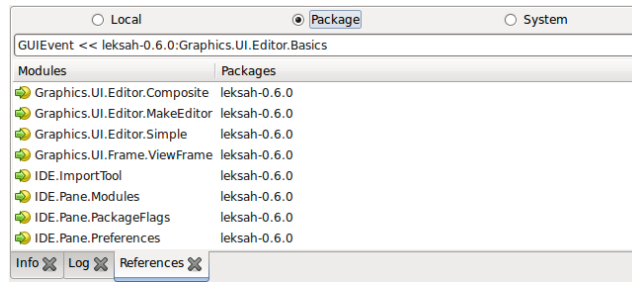 Local Package System
GUIEvent << leksah-0.6.0:Graphics.UI.Editor.Basics
Modules Packages
Graphics.UI.Editor.Composite leksah-0.6.0
Graphics.UI.Editor.MakeEditor leksah-0.6.0
Graphics.UI.Editor.Simple leksah-0.6.0
Graphics.UI.Frame.ViewFrame leksah-0.6.0
IDE.ImportTool leksah-0.6.0
IDE.Pane.Modules leksah-0.6.0
IDE.Pane.PackageFlags leksah-0.6.0
IDE.Pane.Preferences leksah-0.6.0
Info Log References